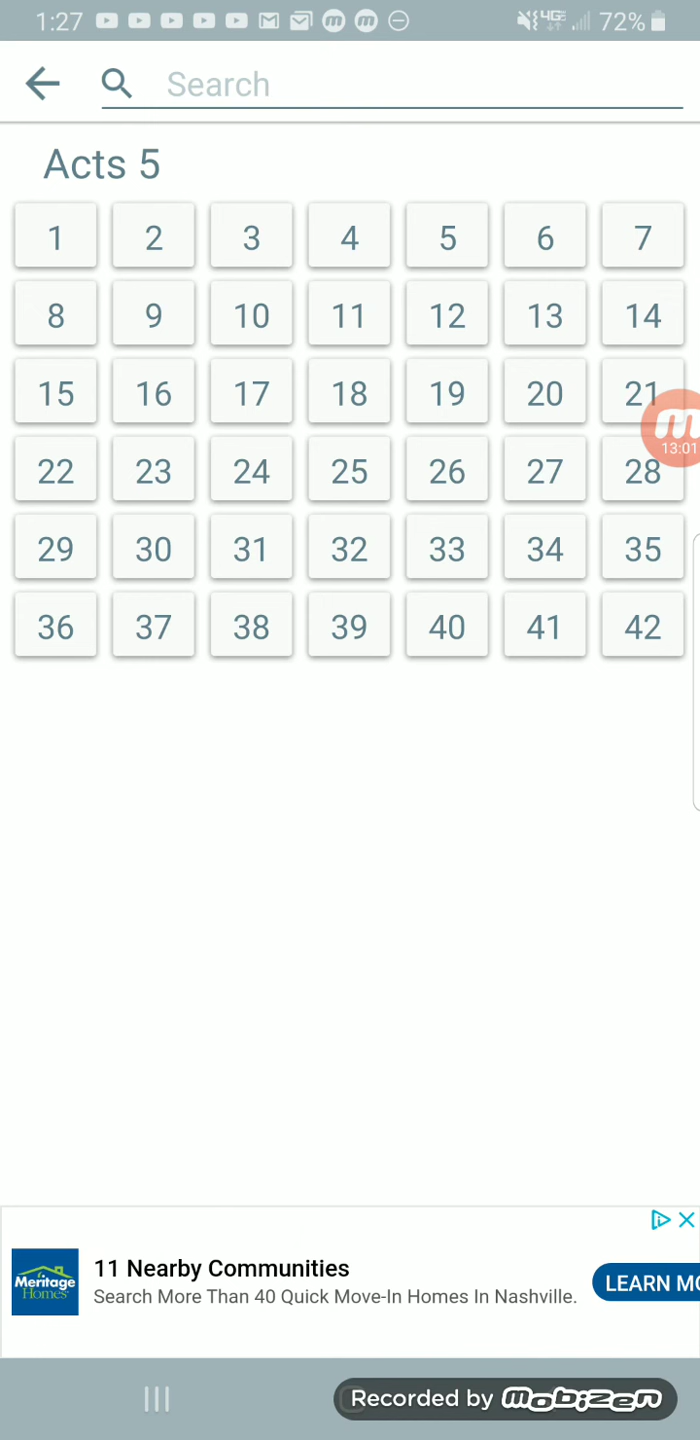 1:27 4GE 72%
Search
Acts 5
1 2 3 4 5 6 7
8 9 10 11 12 13 14
15 16 17 18 19 20 21
13:01
22 23 24 25 26 27 28
29 30 31 32 33 34 35
36 37 38 39 40 41 42
11 Nearby Communities
Meritage
Homes
Search More Than 40 Quick Move-In Homes In Nashville.
LEARN MO
Recorded by mobizen